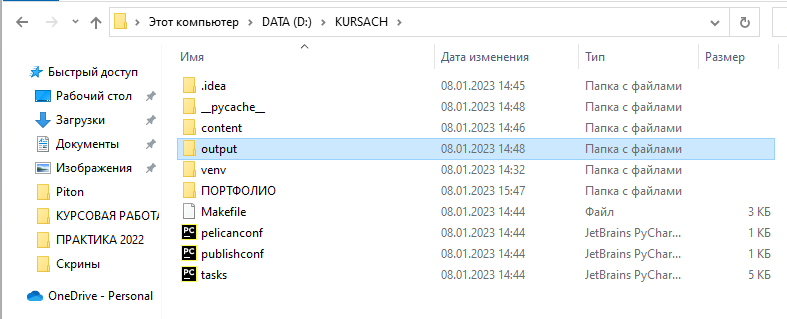 Этот компьютер > DATA (D:) > KURSACH >
Имя Дата изменения Тип Размер
Быстрый доступ
Рабочий стол
Загрузки
Документы
Изображения
Piton
КУРСОВАЯ РАБОТА
ПРАКТИКА 2022
Скрины
OneDrive - Personal
.idea 08.01.2023 14:45 Папка с файлами
__pycache__ 08.01.2023 14:48 Папка с файлами
content 08.01.2023 14:46 Папка с файлами
output 08.01.2023 14:48 Папка с файлами
venv 08.01.2023 14:32 Папка с файлами
ПОРТФОЛИО 08.01.2023 15:47 Папка с файлами
Makefile 08.01.2023 14:44 Файл 3 КБ
PC pelicanconf 08.01.2023 14:44 JetBrains PyChar... 1 КБ
PC publishconf 08.01.2023 14:44 JetBrains PyChar... 1 КБ
PC tasks 08.01.2023 14:44 JetBrains PyChar... 5 КБ